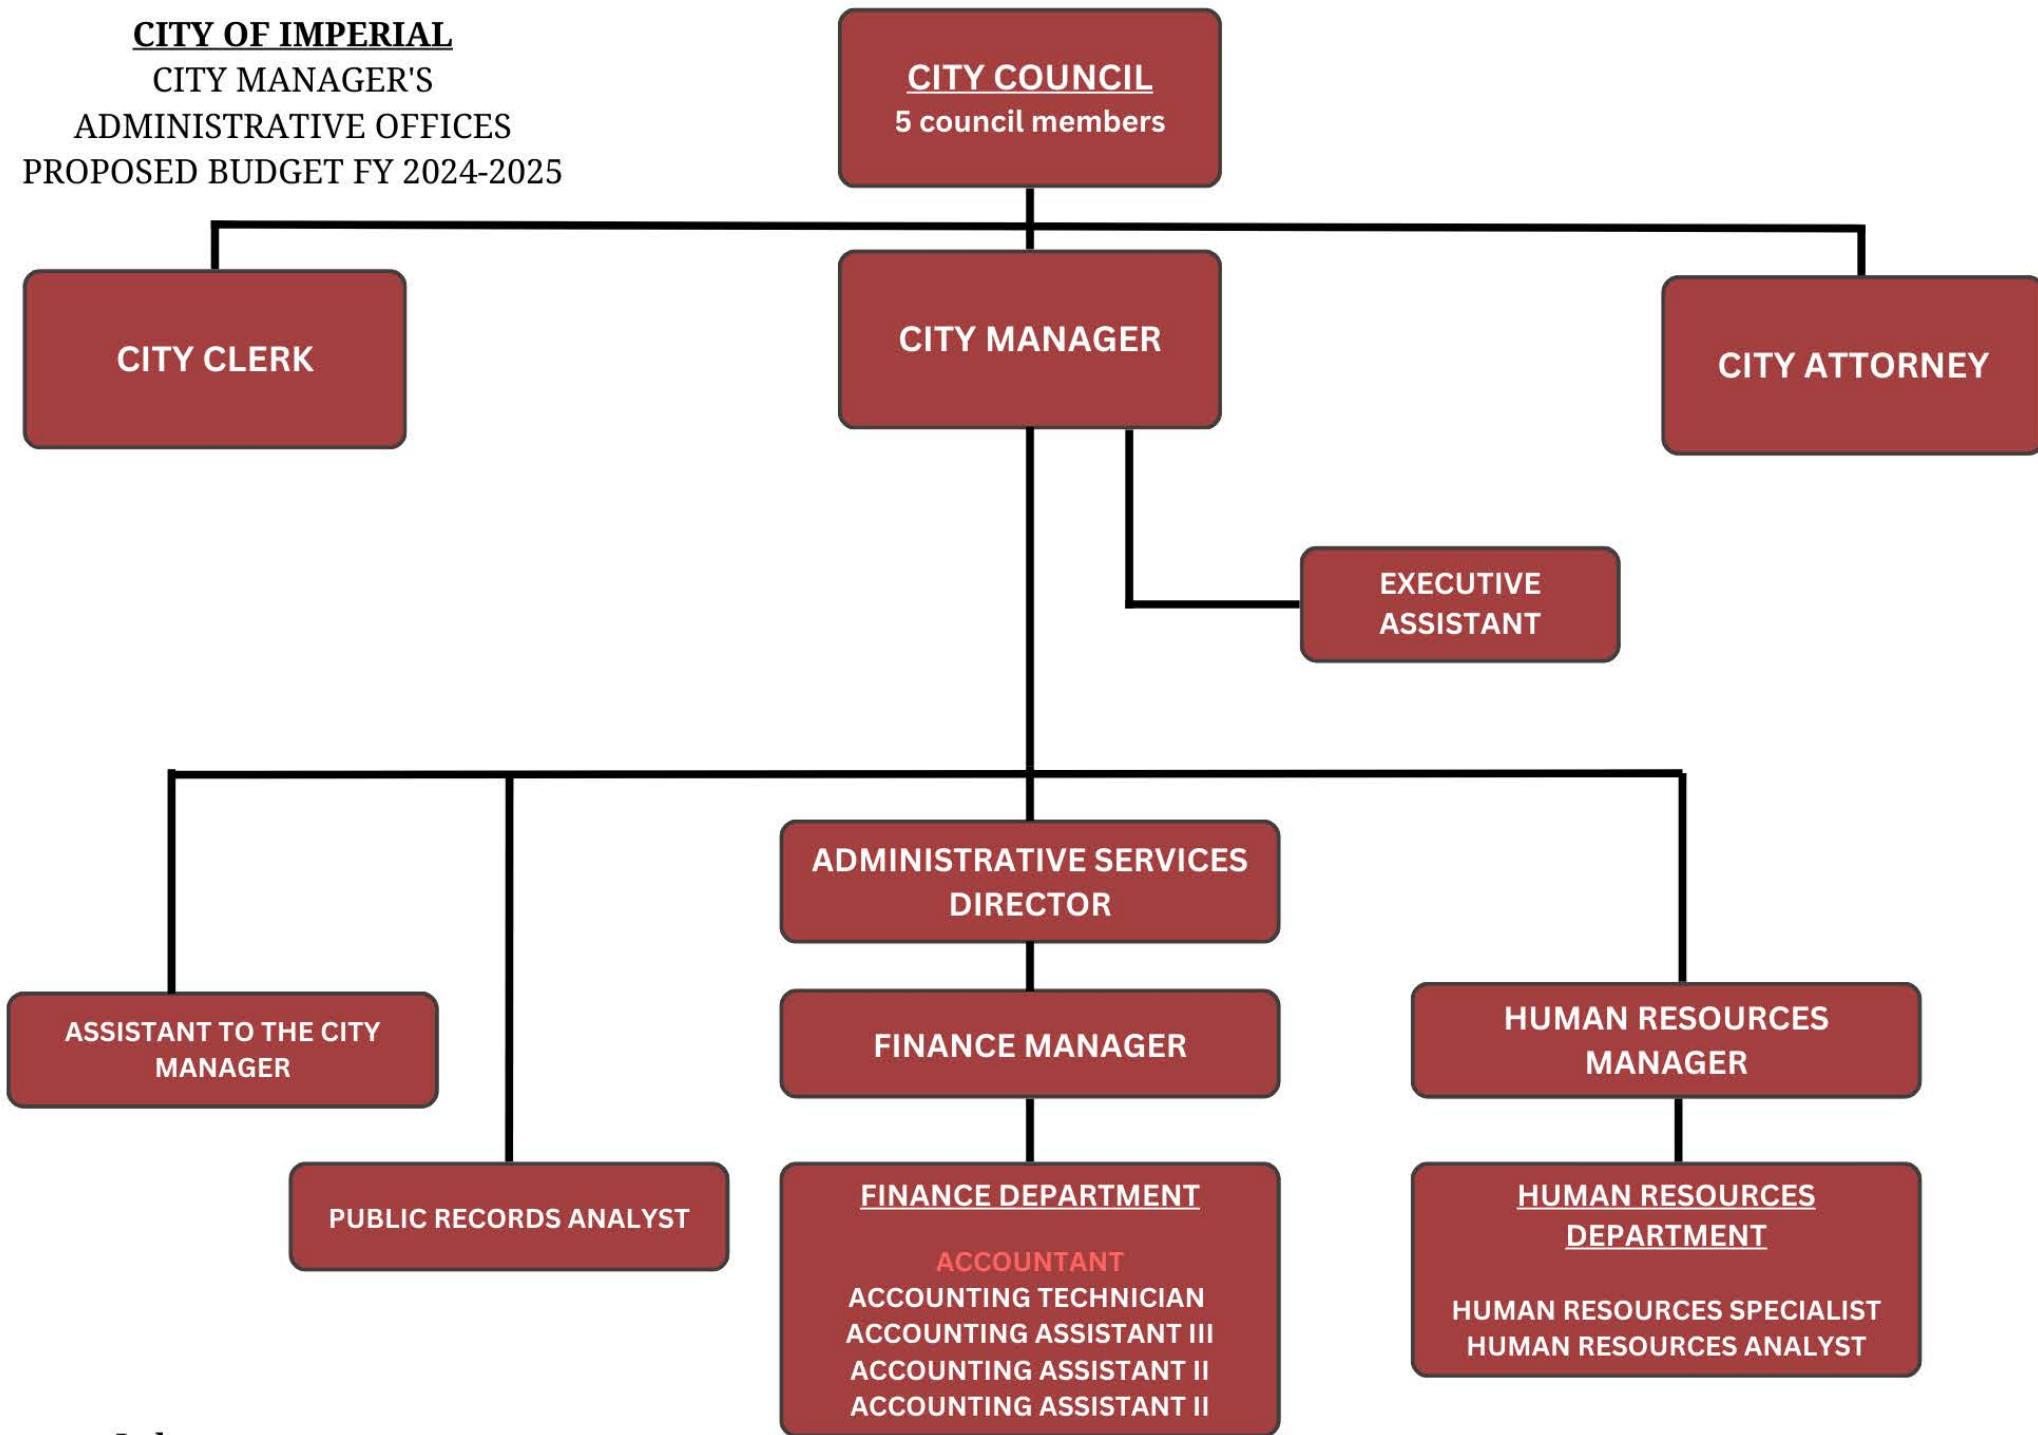 CITY OF IMPERIAL
CITY MANAGER'S
ADMINISTRATIVE OFFICES
PROPOSED BUDGET FY 2024-2025
CITY COUNCIL
5 council members
CITY CLERK
CITY MANAGER
CITY ATTORNEY
EXECUTIVE
ASSISTANT
ADMINISTRATIVE SERVICES
DIRECTOR
ASSISTANT TO THE CITY
MANAGER
FINANCE MANAGER
HUMAN RESOURCES
MANAGER
PUBLIC RECORDS ANALYST
FINANCE DEPARTMENT
ACCOUNTANT
ACCOUNTING TECHNICIAN
ACCOUNTING ASSISTANT III
ACCOUNTING ASSISTANT II
ACCOUNTING ASSISTANT II
HUMAN RESOURCES
DEPARTMENT
HUMAN RESOURCES SPECIALIST
HUMAN RESOURCES ANALYST